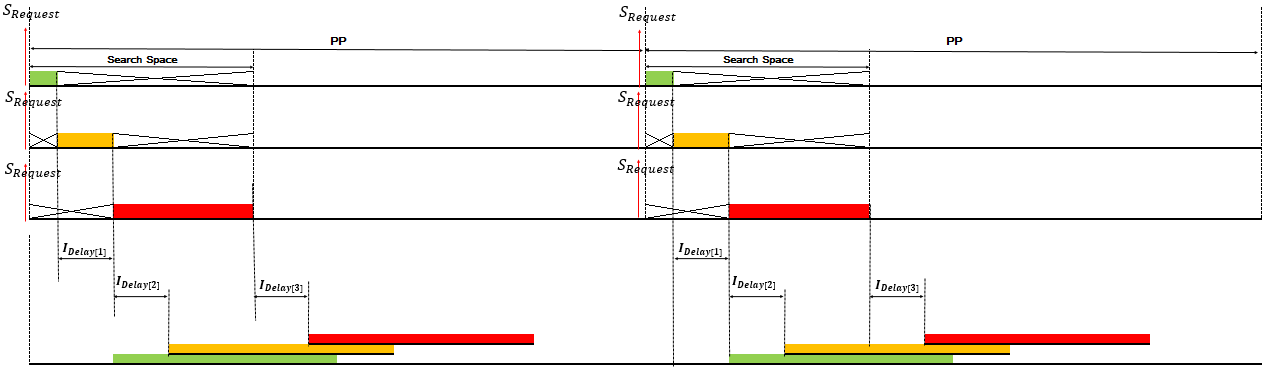 S_Request S_Request
PP PP
Search Space Search Space
S_Request S_Request
S_Request S_Request
I_Delay[1] I_Delay[1]
I_Delay[2] I_Delay[3] I_Delay[2] I_Delay[3]